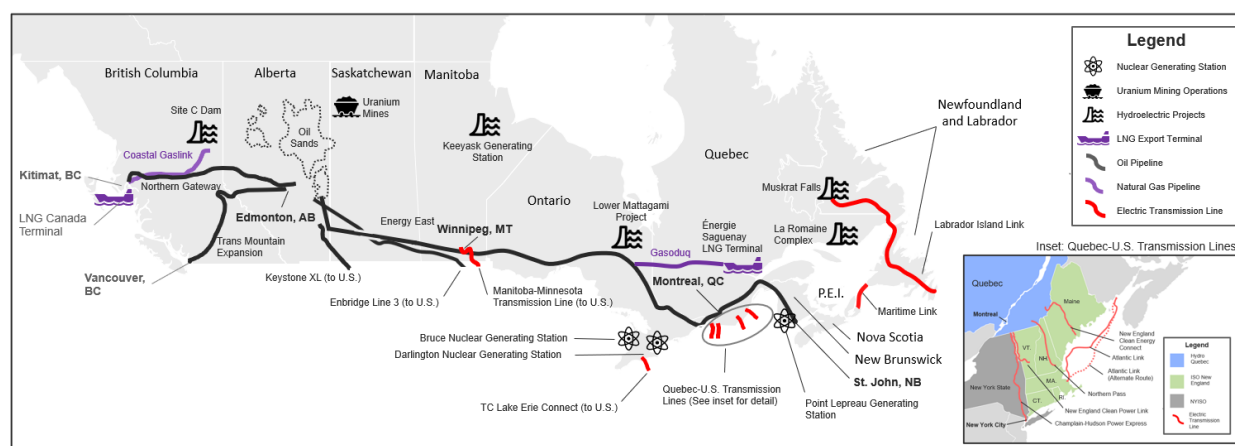 British Columbia
Alberta
Saskatchewan
Manitoba
Site C Dam
Uranium
Mines
Oil
Sands
Keeyask Generating
Station
Coastal Gaslink
Kitimat, BC
Northern Gateway
LNG Canada
Terminal
Edmonton, AB
Trans Mountain
Expansion
Vancouver,
BC
Energy East
Winnipeg, MT
Keystone XL (to U.S.)
Enbridge Line 3 (to U.S.)
Manitoba-Minnesota
Transmission Line (to U.S.)
Ontario
Lower Mattagami
Project
Quebec
Gasoduq
Énergie
Saguenay
LNG Terminal
Montreal, QC
Muskrat Falls
La Romaine
Complex
Newfoundland
and Labrador
Labrador Island Link
P.E.I.
Maritime Link
Nova Scotia
New Brunswick
St. John, NB
Point Lepreau Generating
Station
Bruce Nuclear Generating Station
Darlington Nuclear Generating Station
TC Lake Erie Connect (to U.S.)
Quebec-U.S. Transmission
Lines (See inset for detail)
Legend
Nuclear Generating Station
Uranium Mining Operations
Hydroelectric Projects
LNG Export Terminal
Oil Pipeline
Natural Gas Pipeline
Electric Transmission Line
Inset: Quebec-U.S. Transmission Lines
Quebec
Montreal
Maine
VT.
NH.
MA.
CT.
RI.
New York State
New York City
New England
Clean Energy
Connect
Atlantic Link
Atlantic Link
(Alternate Route)
Northern Pass
New England Clean Power Link
Champlain-Hudson Power Express
Legend
Hydro
Quebec
ISO New
England
NYISO
Electric
Transmission
Line